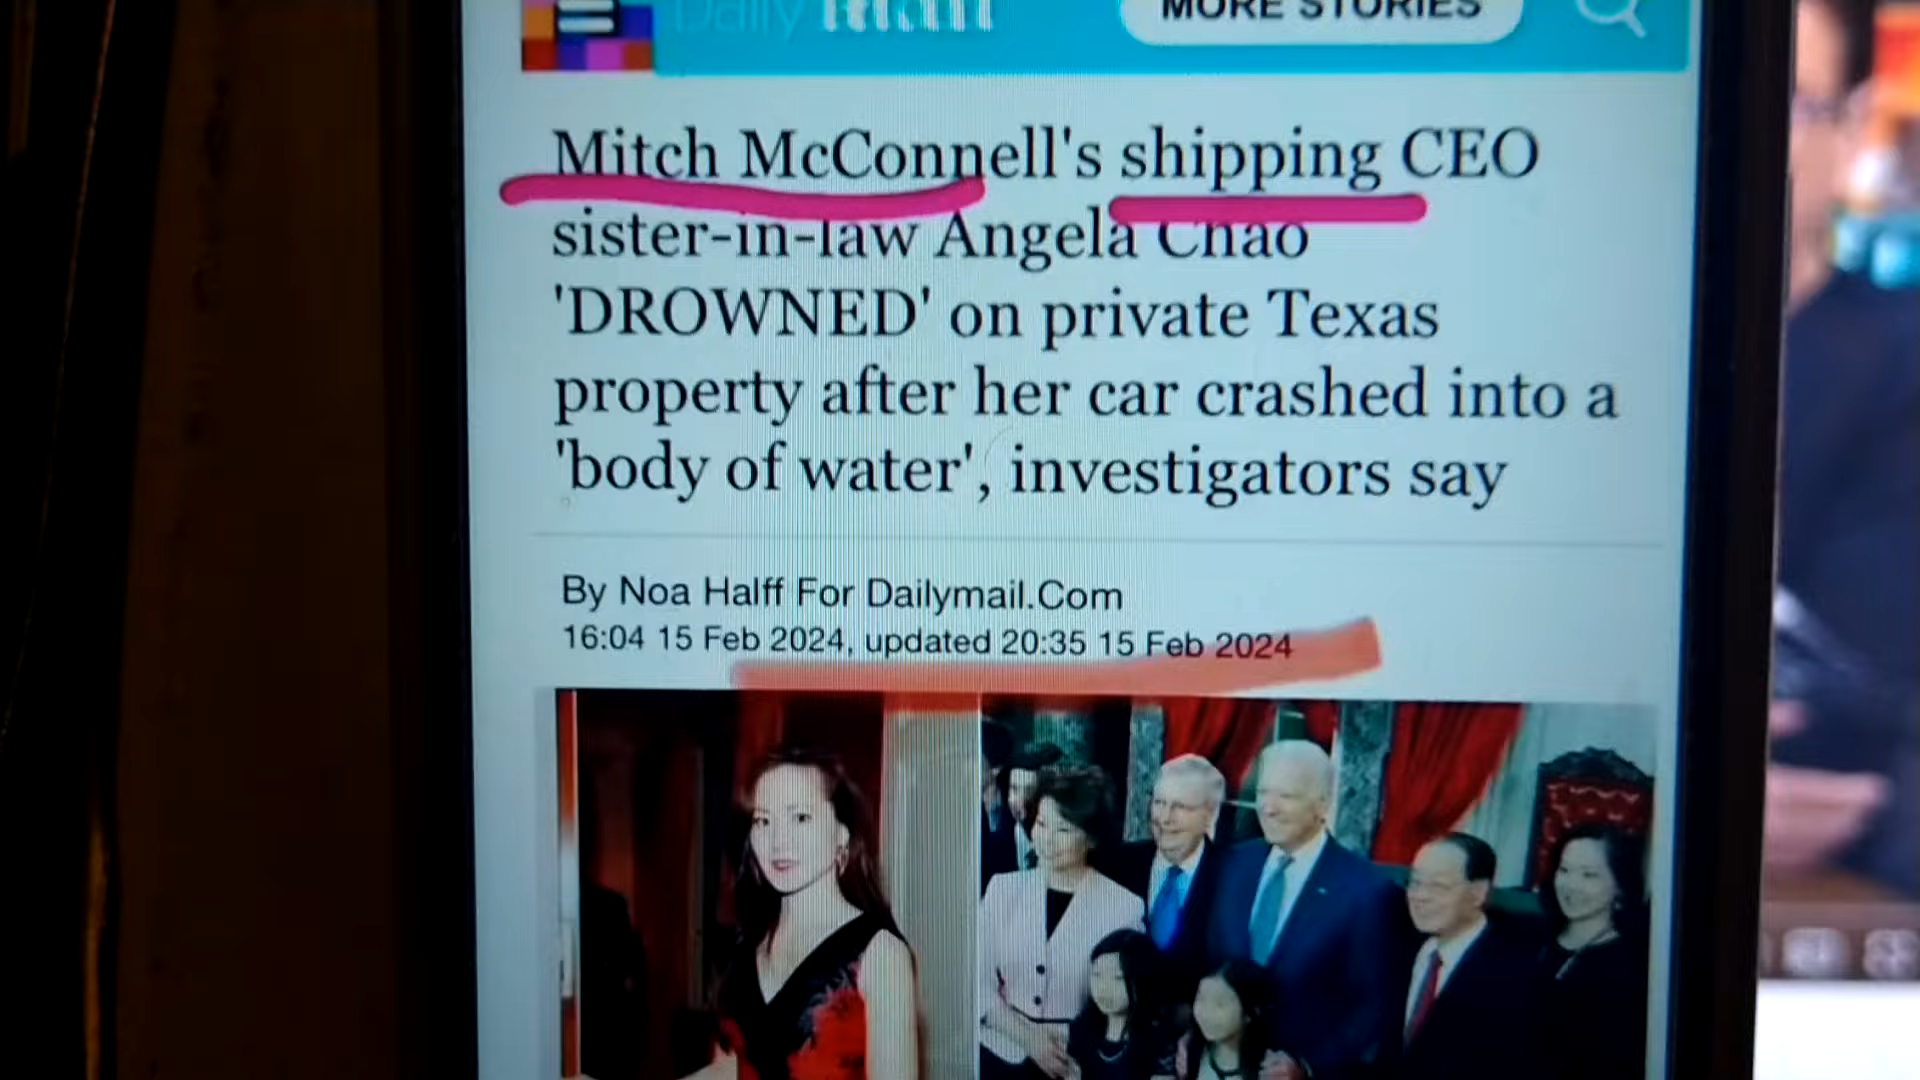 Daily Mail
MORE STORIES
Mitch McConnell's shipping CEO
sister-in-law Angela Chao
'DROWNED' on private Texas
property after her car crashed into a
'body of water', investigators say
By Noa Halff For Dailymail.Com
16:04 15 Feb 2024, updated 20:35 15 Feb 2024